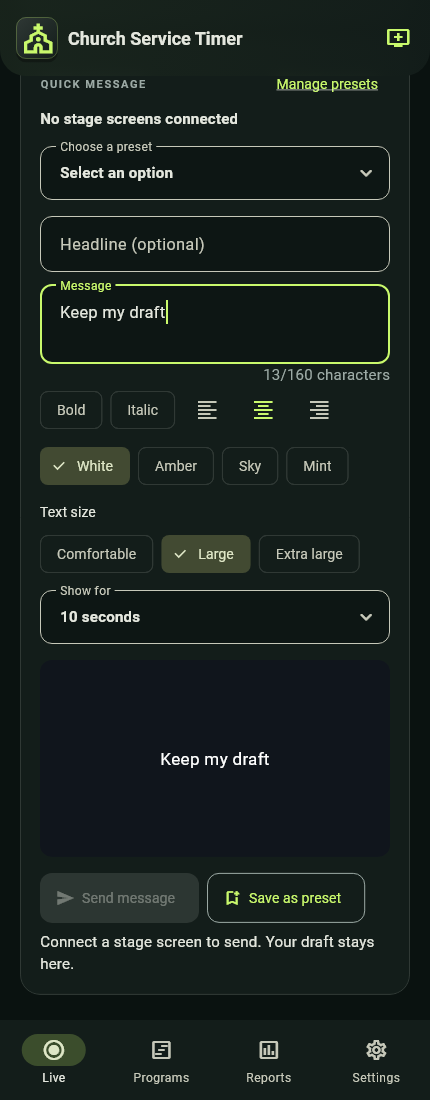 Church Service Timer
QUICK MESSAGE
Manage presets
No stage screens connected
Choose a preset
Select an option
Headline (optional)
Message
Keep my draft
13/160 characters
Bold
Italic
White
Amber
Sky
Mint
Text size
Comfortable
Large
Extra large
Show for
10 seconds
Keep my draft
Send message
Save as preset
Connect a stage screen to send. Your draft stays
here.
Live
Programs
Reports
Settings